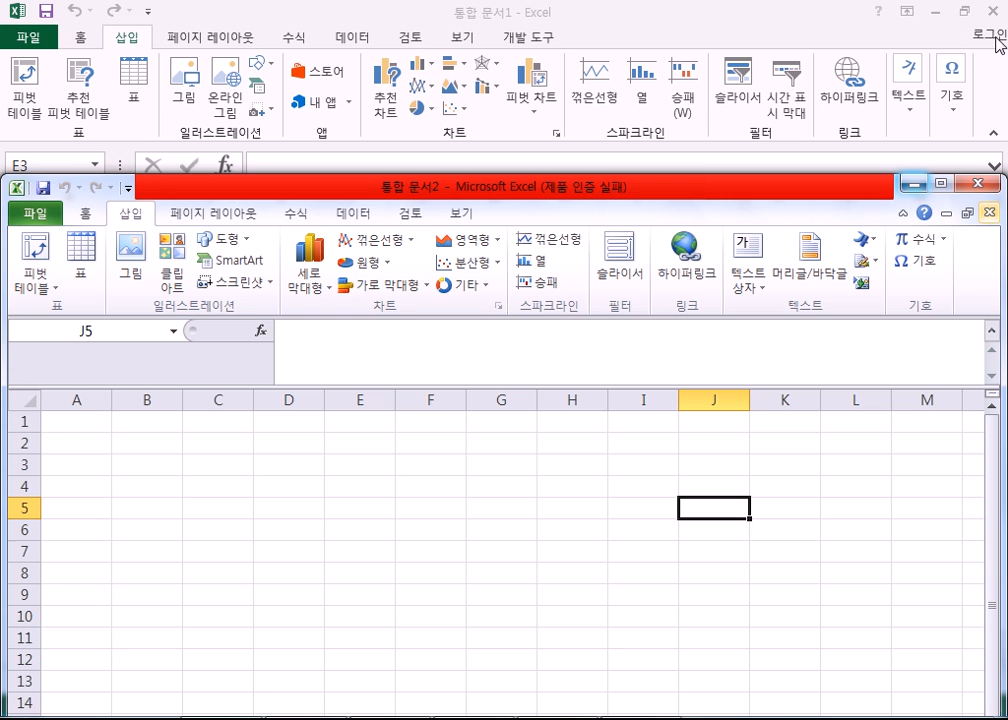 통합 문서1 - Excel
파일 홈 삽입 페이지 레이아웃 수식 데이터 검토 보기 개발 도구 로그인
피벗 테이블 추천 피벗 테이블 표 그림 온라인 그림 스토어 내 앱 추천 차트 피벗 차트 꺾은선형 열 승패 (W) 슬라이서 시간 표시 막대 하이퍼링크 텍스트 기호
표 일러스트레이션 앱 차트 스파크라인 필터 링크
E3 fx
통합 문서2 - Microsoft Excel (제품 인증 실패)
파일 홈 삽입 페이지 레이아웃 수식 데이터 검토 보기
피벗 테이블 표 그림 클립 아트 도형 SmartArt 스크린샷 세로 막대형 꺾은선형 원형 가로 막대형 영역형 분산형 기타 꺾은선형 열 승패 슬라이서 하이퍼링크 텍스트 상자 머리글/바닥글 π 수식 Ω 기호
표 일러스트레이션 차트 스파크라인 필터 링크 텍스트 기호
J5 fx
A B C D E F G H I J K L M
1
2
3
4
5
6
7
8
9
10
11
12
13
14